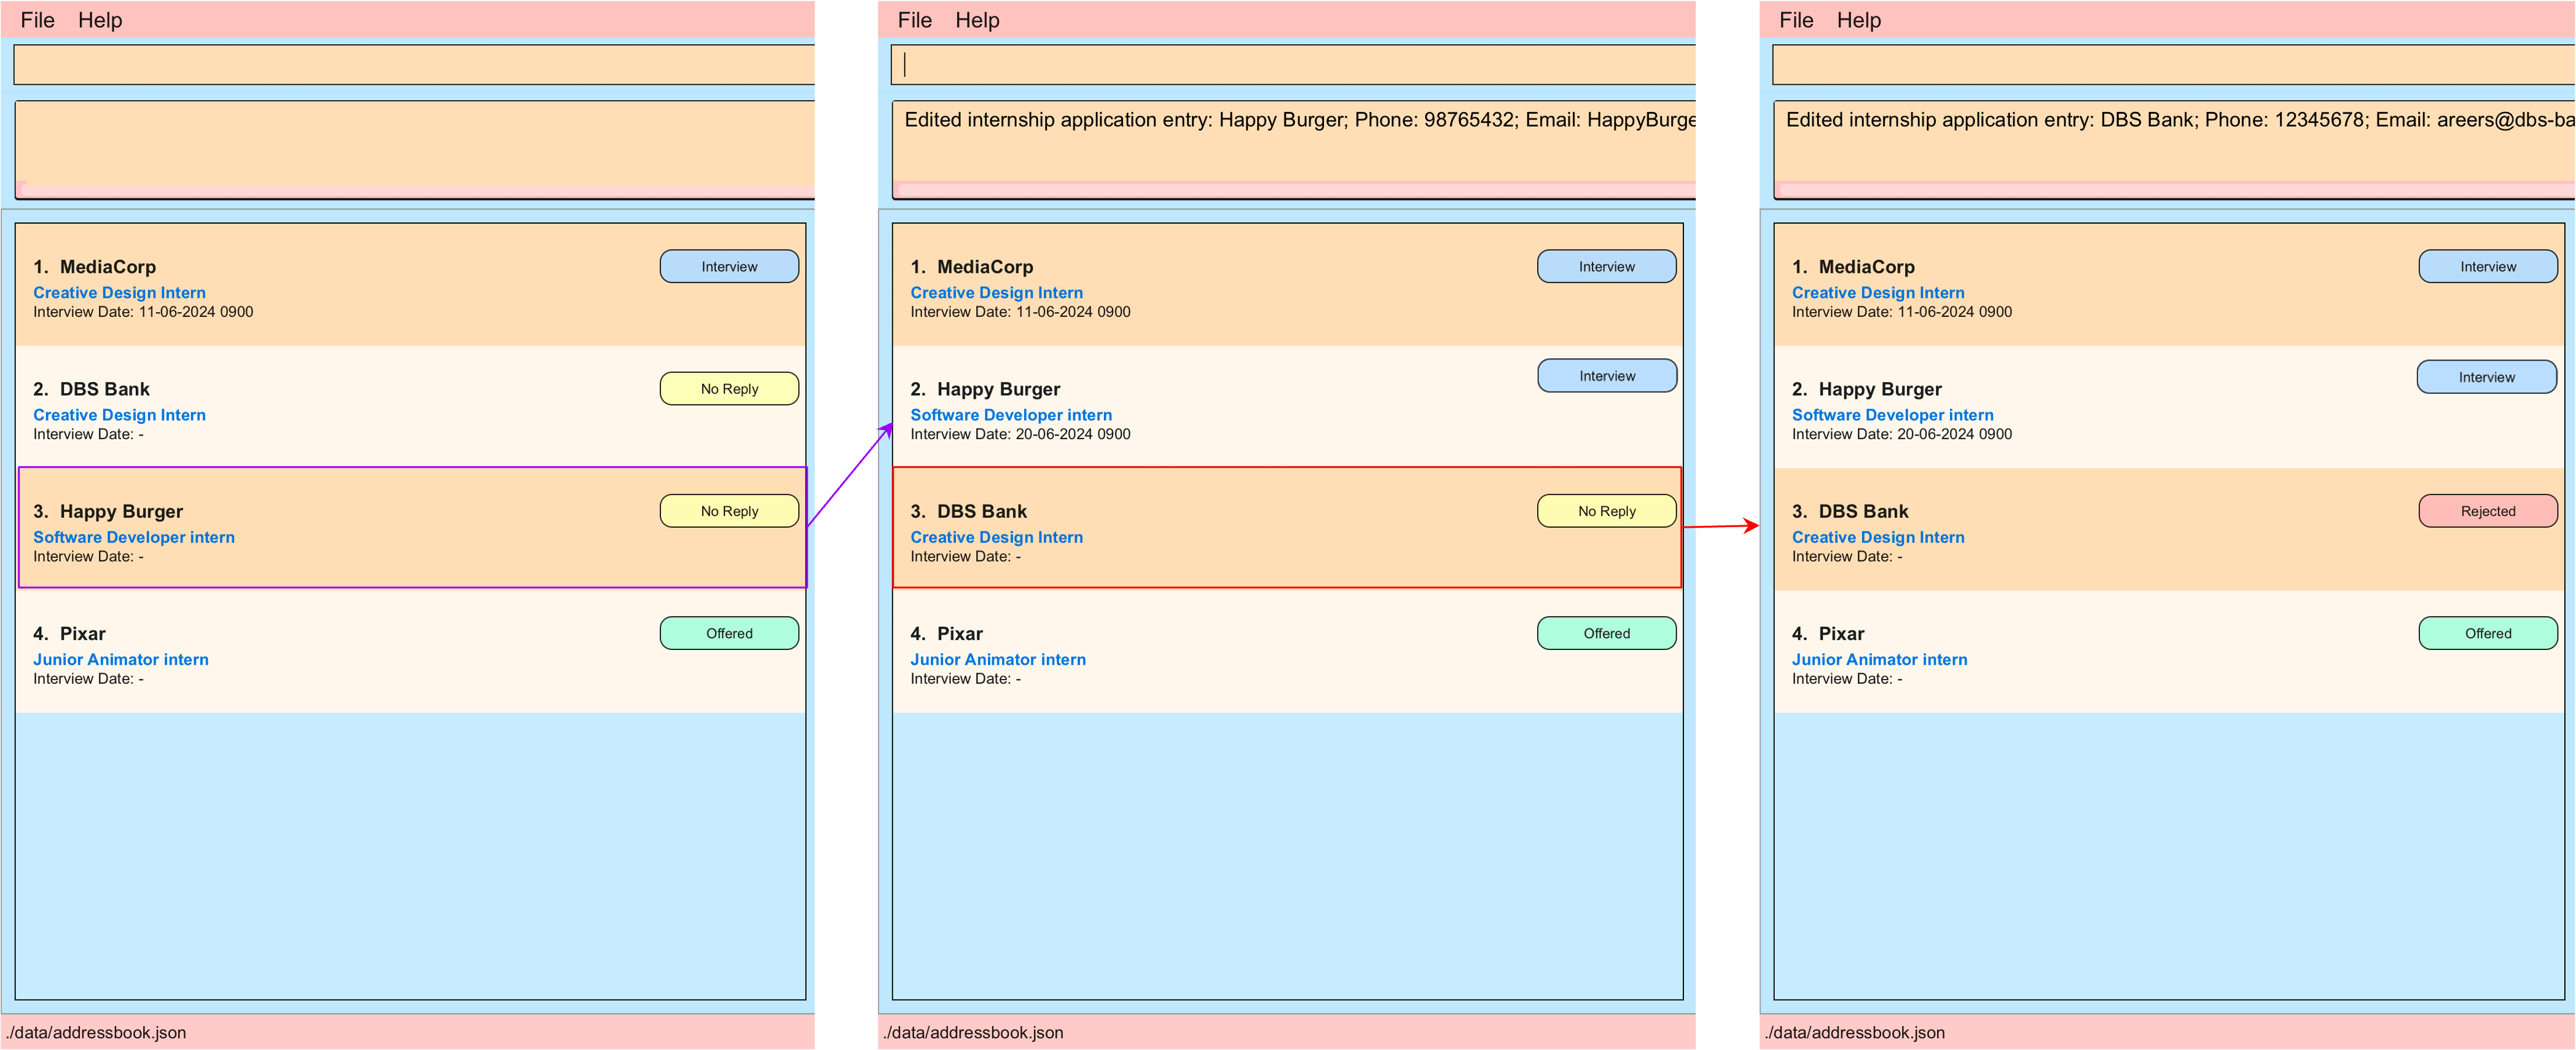 File Help
1. MediaCorp
Interview
Creative Design Intern
Interview Date: 11-06-2024 0900
2. DBS Bank
No Reply
Creative Design Intern
Interview Date: -
3. Happy Burger
No Reply
Software Developer intern
Interview Date: -
4. Pixar
Offered
Junior Animator intern
Interview Date: -
./data/addressbook.json
File Help
Edited internship application entry: Happy Burger; Phone: 98765432; Email: HappyBurge
1. MediaCorp
Interview
Creative Design Intern
Interview Date: 11-06-2024 0900
2. Happy Burger
Interview
Software Developer intern
Interview Date: 20-06-2024 0900
3. DBS Bank
No Reply
Creative Design Intern
Interview Date: -
4. Pixar
Offered
Junior Animator intern
Interview Date: -
./data/addressbook.json
File Help
Edited internship application entry: DBS Bank; Phone: 12345678; Email: areers@dbs-ba
1. MediaCorp
Interview
Creative Design Intern
Interview Date: 11-06-2024 0900
2. Happy Burger
Interview
Software Developer intern
Interview Date: 20-06-2024 0900
3. DBS Bank
Rejected
Creative Design Intern
Interview Date: -
4. Pixar
Offered
Junior Animator intern
Interview Date: -
./data/addressbook.json